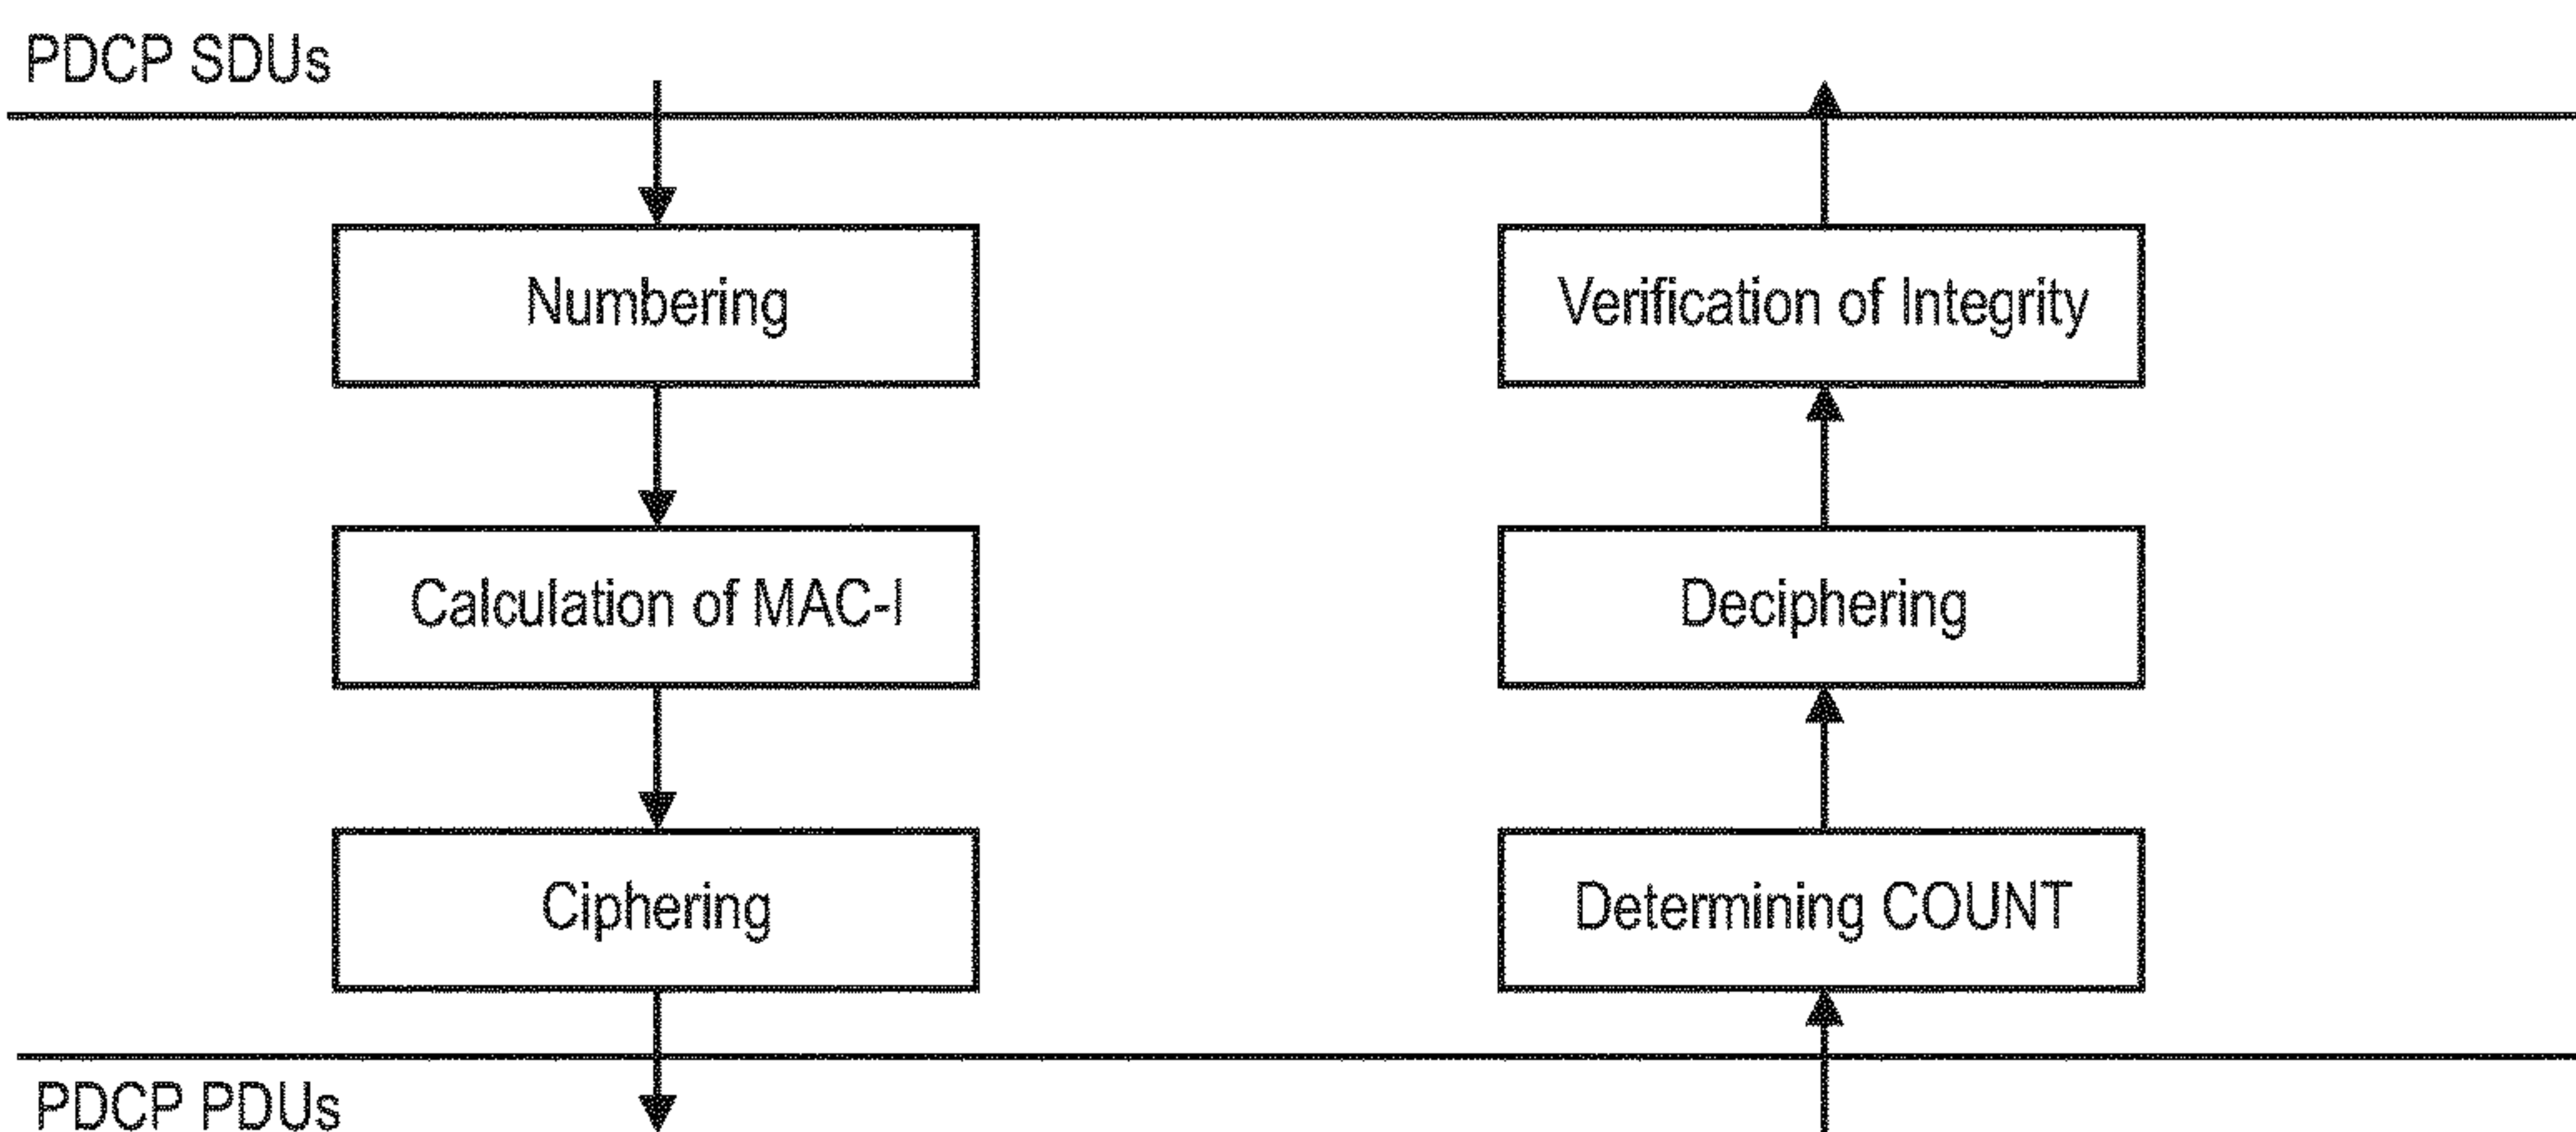 PDCP SDUs
Numbering
Verification of Integrity
Calculation of MAC-I
Deciphering
Ciphering
Determining COUNT
PDCP PDUs